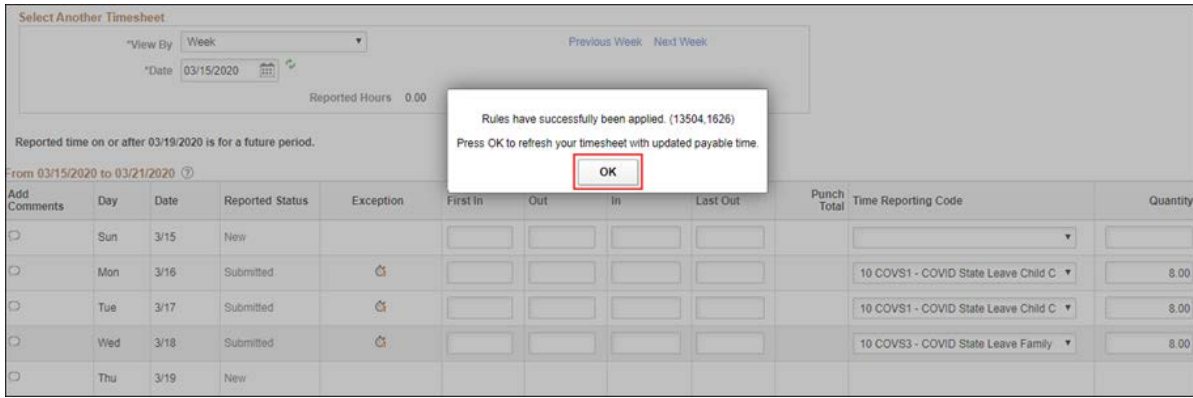 Select Another Timesheet
*View By Week Previous Week Next Week
*Date 03/15/2020
Reported Hours 0.00
Rules have successfully been applied. (13504,1626)
Press OK to refresh your timesheet with updated payable time.
OK
Reported time on or after 03/19/2020 is for a future period.
From 03/15/2020 to 03/21/2020
Add Comments Day Date Reported Status Exception First In Out In Last Out Punch Total Time Reporting Code Quantity
Sun 3/15 New
Mon 3/16 Submitted 10 COVS1 - COVID State Leave Child C 8.00
Tue 3/17 Submitted 10 COVS1 - COVID State Leave Child C 8.00
Wed 3/18 Submitted 10 COVS3 - COVID State Leave Family 8.00
Thu 3/19 New